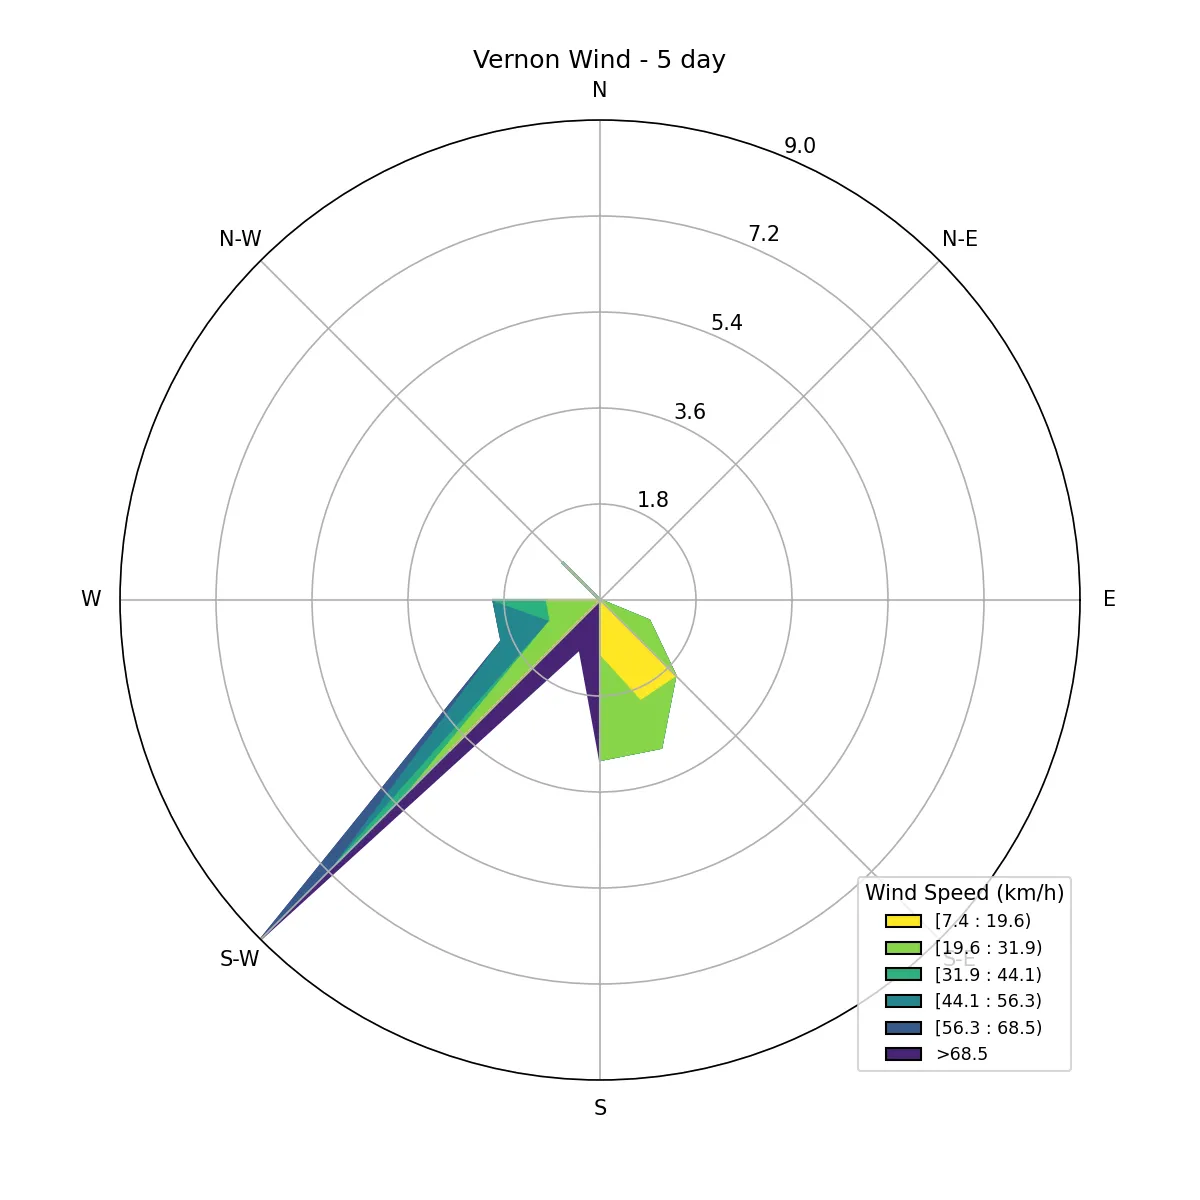 Vernon Wind - 5 day
N
9.0
N-W
7.2
N-E
5.4
3.6
1.8
W
E
Wind Speed (km/h)
[7.4 : 19.6)
[19.6 : 31.9)
S-W
S-E
[31.9 : 44.1)
[44.1 : 56.3)
[56.3 : 68.5)
>68.5
S